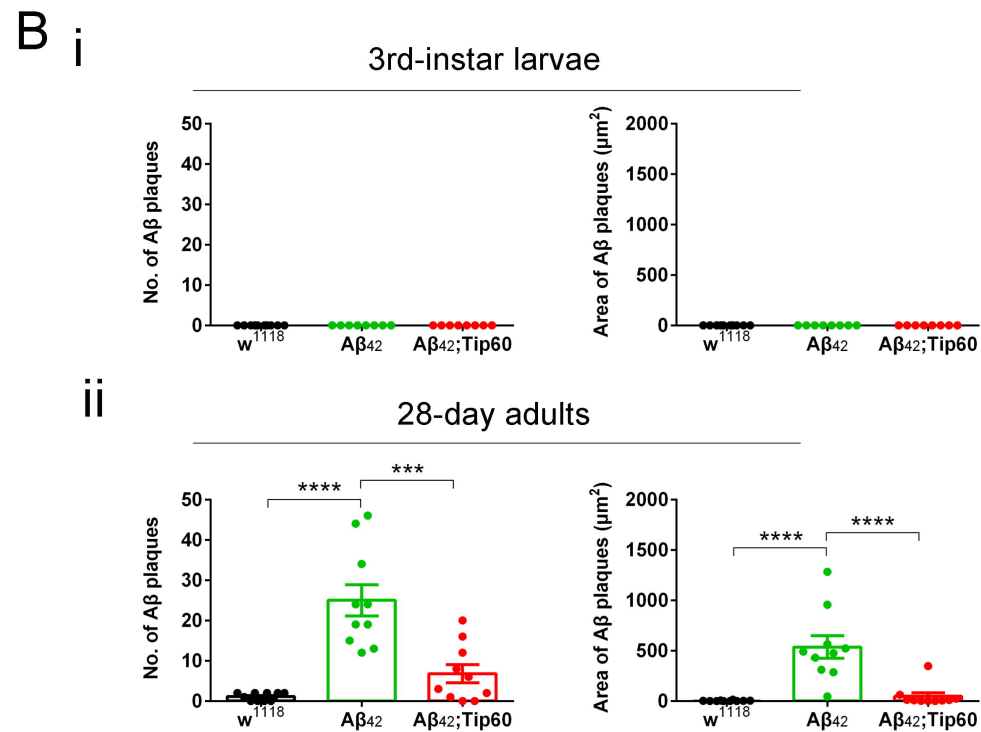 B i
3rd-instar larvae
No. of Aβ plaques
50
40
30
20
10
0
w1118 Aβ42 Aβ42;Tip60
Area of Aβ plaques (µm2)
2000
1500
1000
500
0
w1118 Aβ42 Aβ42;Tip60
ii
28-day adults
No. of Aβ plaques
50
40
30
20
10
0
**** ***
w1118 Aβ42 Aβ42;Tip60
Area of Aβ plaques (µm2)
2000
1500
1000
500
0
**** ****
w1118 Aβ42 Aβ42;Tip60